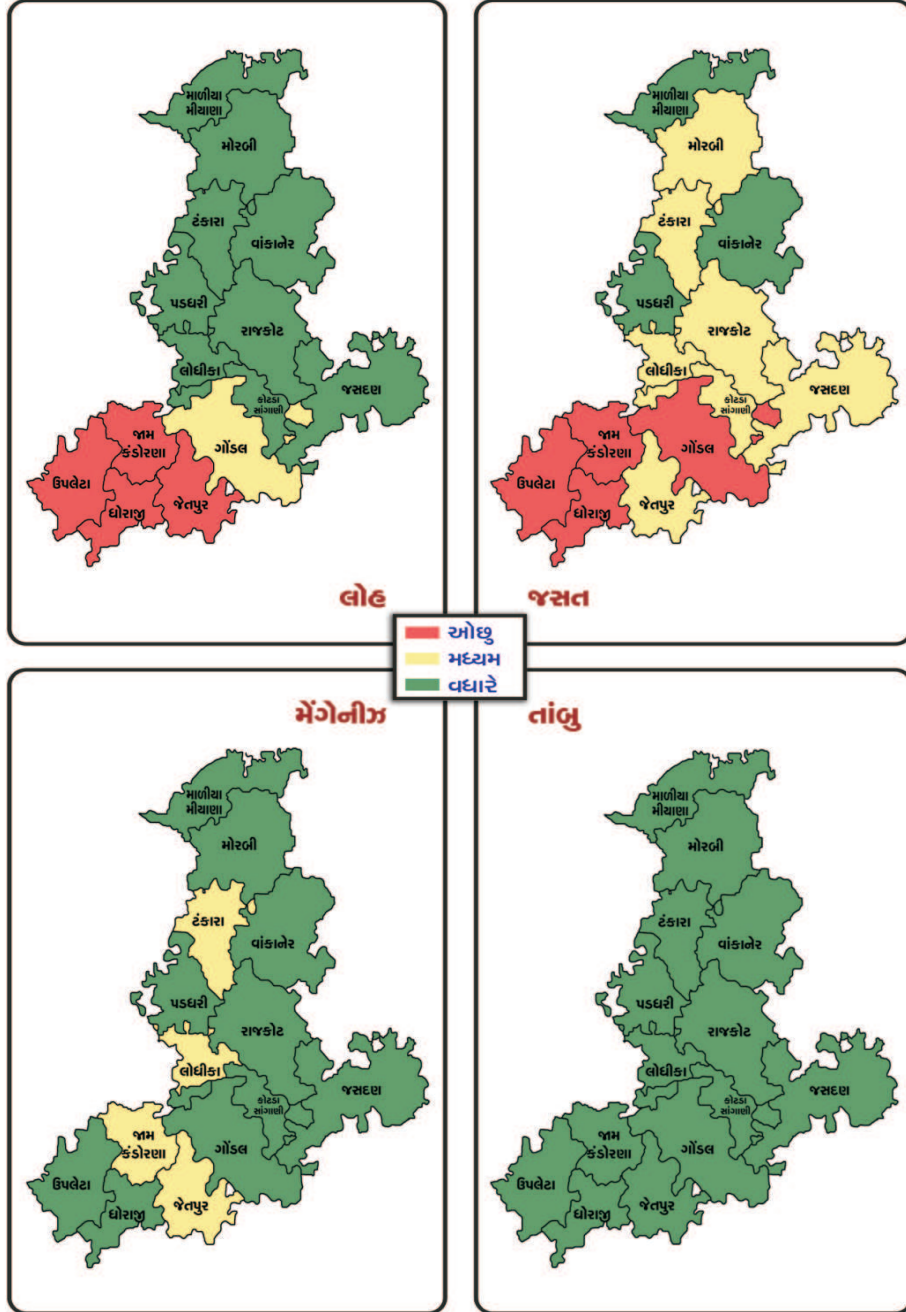 માળીયા
મીયાણા
મોરબી
ટંકારા
વાંકાનેર
પડધરી
રાજકોટ
લોધીકા
જસદણ
કોટડા
સાંગાણી
જામ
કંડોરણા
ગોંડલ
ઉપલેટા
ધોરાજી
જેતપુર
લોહ
માળીયા
મીયાણા
મોરબી
ટંકારા
વાંકાનેર
પડધરી
રાજકોટ
લોધીકા
જસદણ
કોટડા
સાંગાણી
જામ
કંડોરણા
ગોંડલ
ઉપલેટા
ધોરાજી
જેતપુર
જસત
ઓછુ
મધ્યમ
વધારે
મેંગેનીઝ
માળીયા
મીયાણા
મોરબી
ટંકારા
વાંકાનેર
પડધરી
રાજકોટ
લોધીકા
જસદણ
કોટડા
સાંગાણી
જામ
કંડોરણા
ગોંડલ
ઉપલેટા
ધોરાજી
જેતપુર
તાંબુ
માળીયા
મીયાણા
મોરબી
ટંકારા
વાંકાનેર
પડધરી
રાજકોટ
લોધીકા
જસદણ
કોટડા
સાંગાણી
જામ
કંડોરણા
ગોંડલ
ઉપલેટા
ધોરાજી
જેતપુર